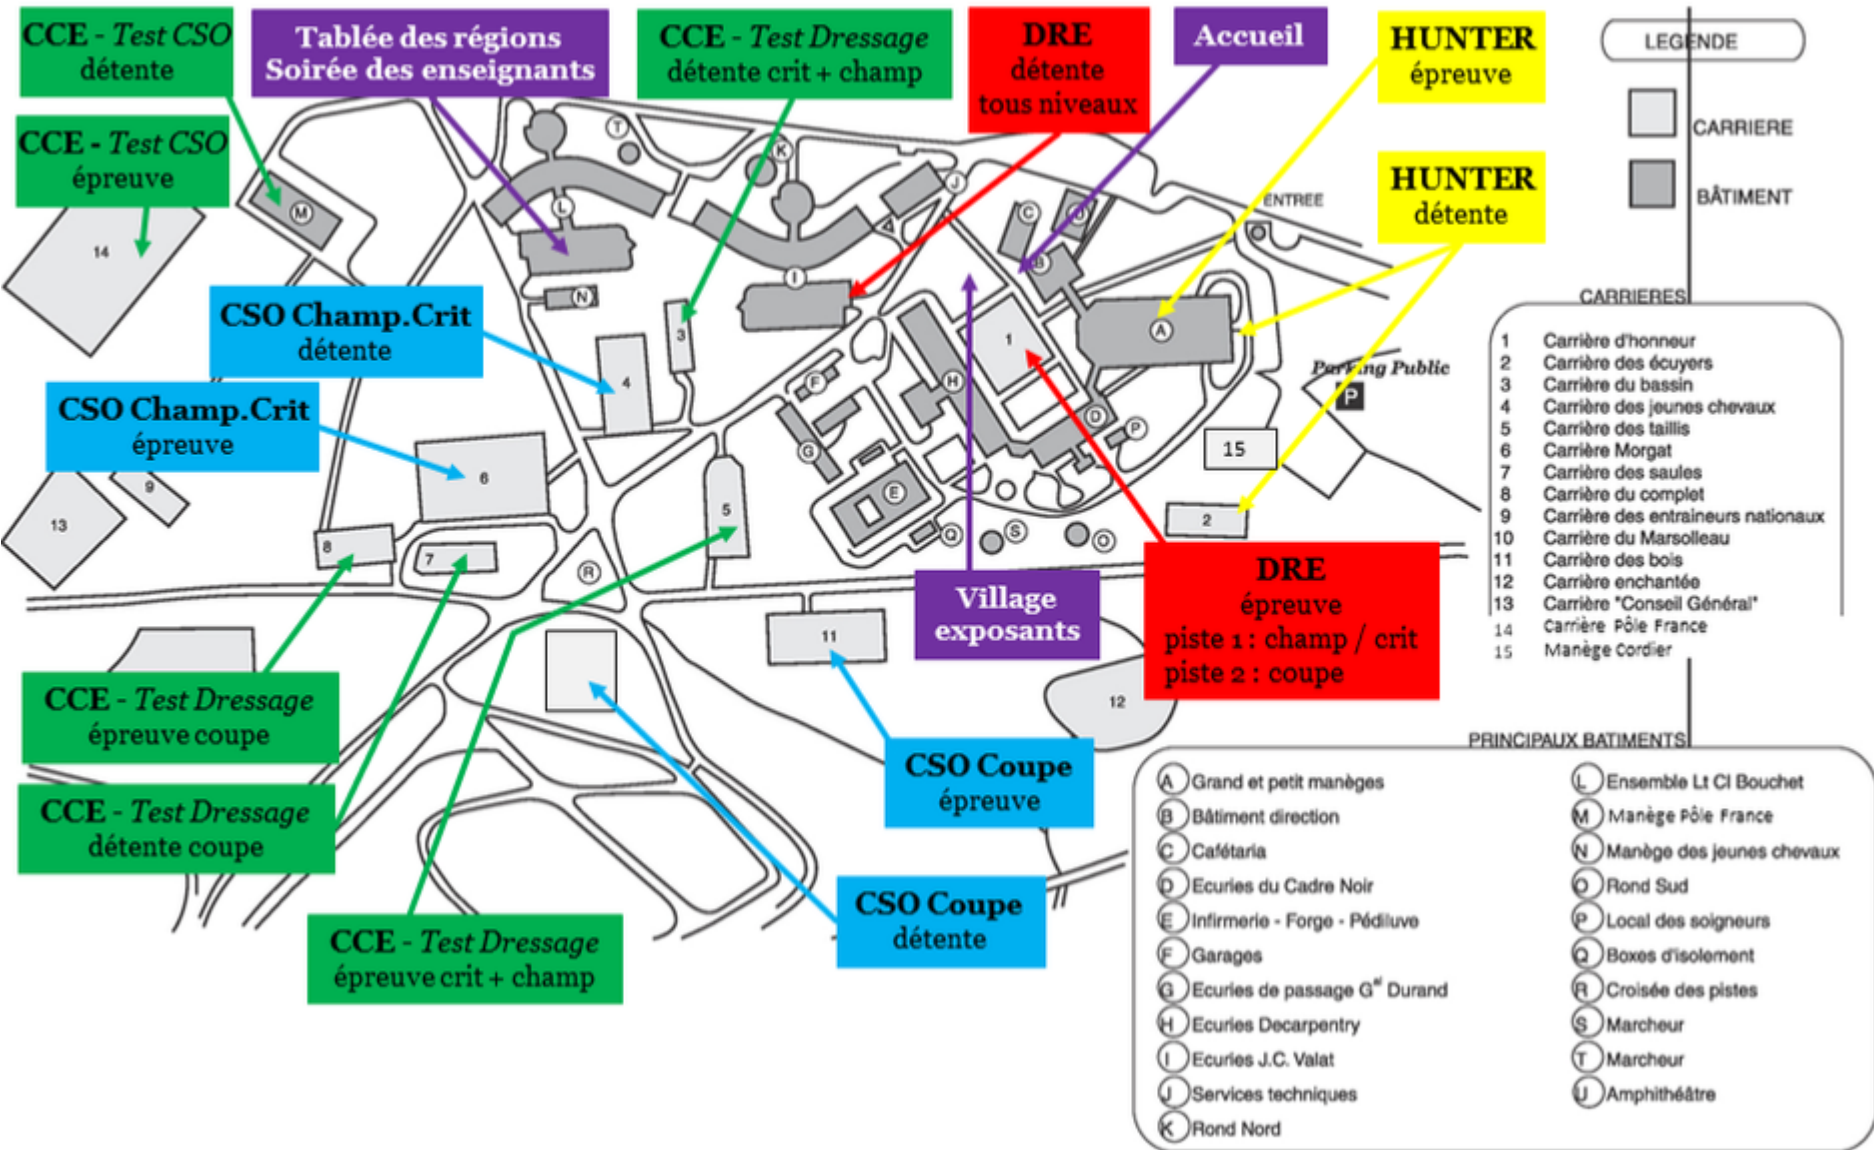 CCE - Test CSO
détente
Tablée des régions
Soirée des enseignants
CCE - Test Dressage
détente crit + champ
DRE
détente
tous niveaux
Accueil
HUNTER
épreuve
LEGENDE
CARRIERE
BÂTIMENT
CCE - Test CSO
épreuve
HUNTER
détente
ENTREE
T
K
J
M
L
C
U
B
14
I
N
A
3
1
4
CSO Champ.Crit
détente
CSO Champ.Crit
épreuve
F
H
Parking Public
P
D
P
G
15
6
9
E
5
13
2
Q
S
O
8
7
R
CARRIERES
1 Carrière d'honneur
2 Carrière des écuyers
3 Carrière du bassin
4 Carrière des jeunes chevaux
5 Carrière des taillis
6 Carrière Morgat
7 Carrière des saules
8 Carrière du complet
9 Carrière des entraineurs nationaux
10 Carrière du Marsolleau
11 Carrière des bois
12 Carrière enchantée
13 Carrière "Conseil Général"
14 Carrière Pôle France
15 Manège Cordier
Village
exposants
DRE
épreuve
piste 1 : champ / crit
piste 2 : coupe
11
12
CCE - Test Dressage
épreuve coupe
CCE - Test Dressage
détente coupe
CCE - Test Dressage
épreuve crit + champ
CSO Coupe
épreuve
CSO Coupe
détente
PRINCIPAUX BATIMENTS
A Grand et petit manèges
B Bâtiment direction
C Cafétaria
D Ecuries du Cadre Noir
E Infirmerie - Forge - Pédiluve
F Garages
G Ecuries de passage Gal Durand
H Ecuries Decarpentry
I Ecuries J.C. Valat
J Services techniques
K Rond Nord
L Ensemble Lt Cl Bouchet
M Manège Pôle France
N Manège des jeunes chevaux
O Rond Sud
P Local des soigneurs
Q Boxes d'isolement
R Croisée des pistes
S Marcheur
T Marcheur
U Amphithéâtre